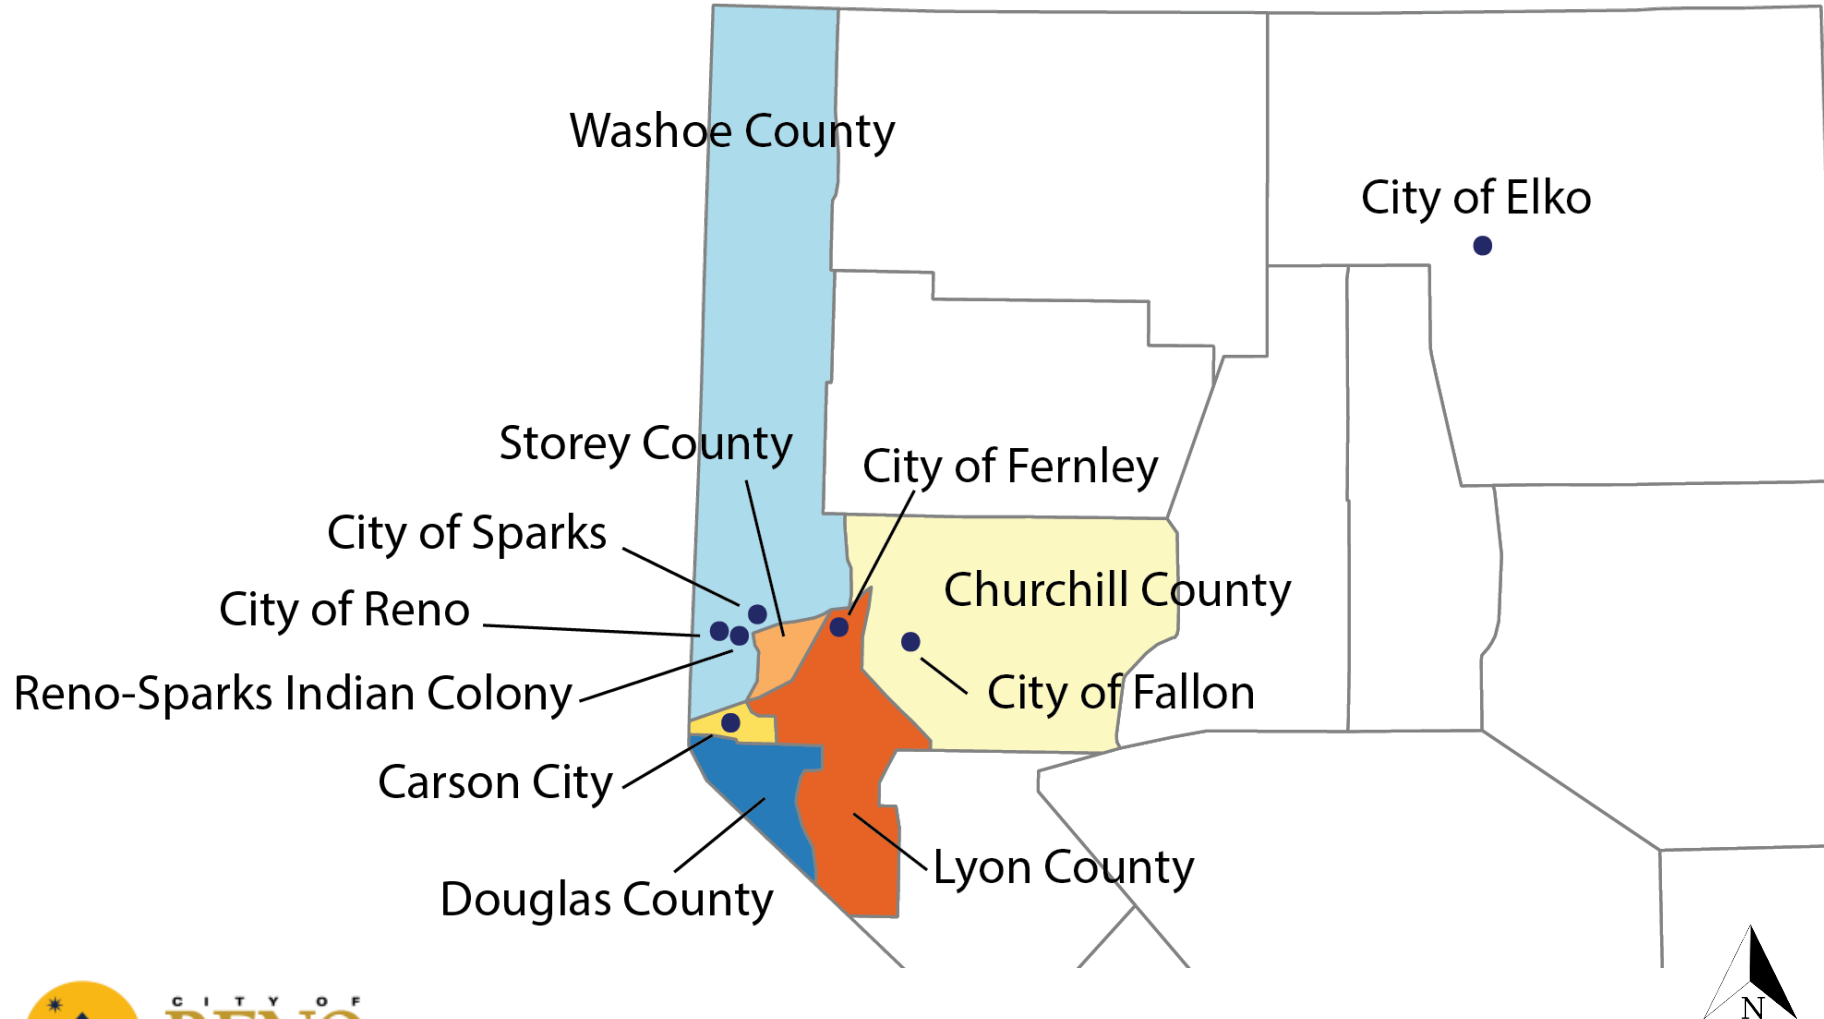 Washoe County
City of Elko
Storey County
City of Fernley
City of Sparks
Churchill County
City of Reno
Reno-Sparks Indian Colony
City of Fallon
Carson City
Lyon County
Douglas County
CITY OF
RENO
N